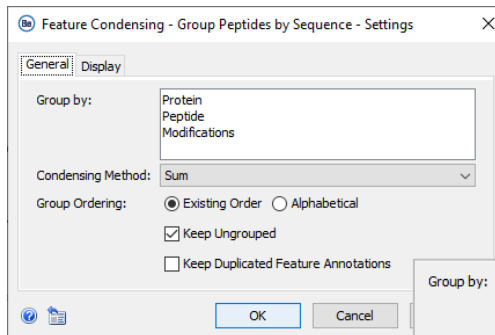 Be Feature Condensing - Group Peptides by Sequence - Settings
General Display
Group by:
Protein
Peptide
Modifications
Condensing Method: Sum
Group Ordering: Existing Order Alphabetical
Keep Ungrouped
Keep Duplicated Feature Annotations
Group by:
? OK Cancel